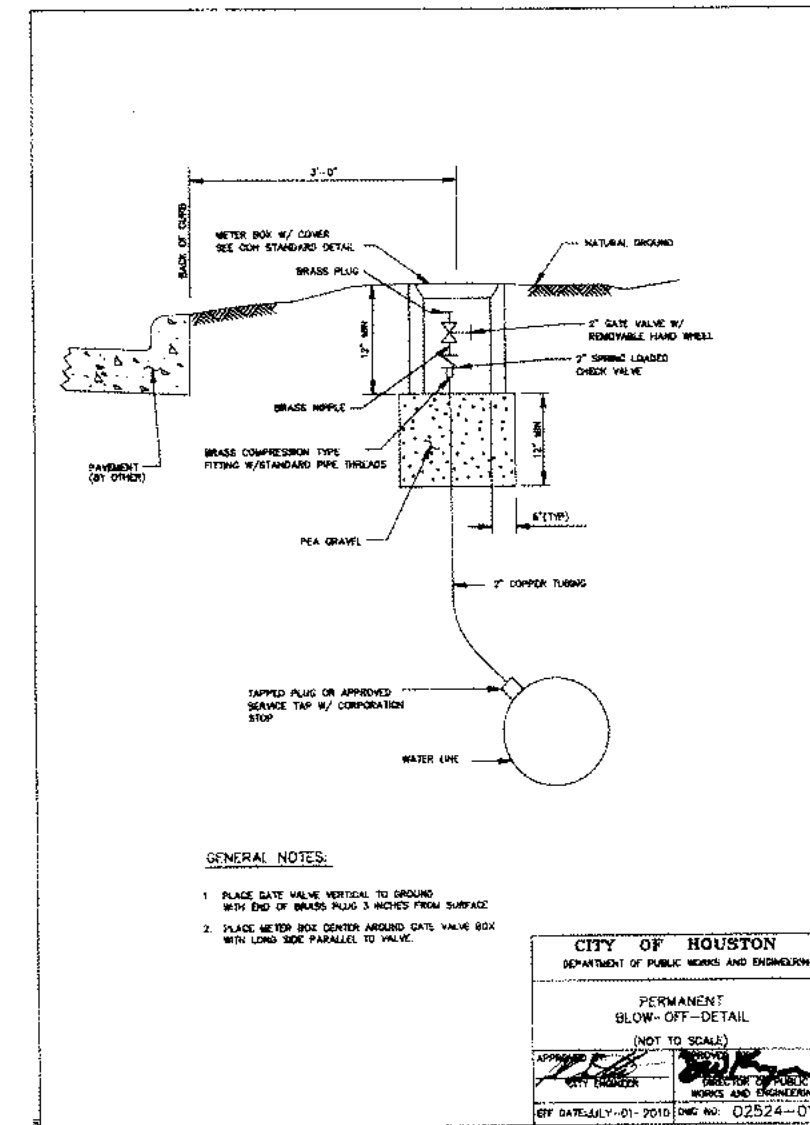 3'-0"
BACK OF CURB
METER BOX W/ COVER
SEE COH STANDARD DETAIL
NATURAL GROUND
BRASS PLUG
12" MIN
2" GATE VALVE W/
REMOVABLE HAND WHEEL
2" SPRING LOADED
CHECK VALVE
BRASS NIPPLE
12" MIN
BRASS COMPRESSION TYPE
FITTING W/STANDARD PIPE THREADS
PAVEMENT
(BY OTHER)
6"(TYP)
PEA GRAVEL
2" COPPER TUBING
TAPPED PLUG OR APPROVED
SERVICE TAP W/ CORPORATION
STOP
WATER LINE
GENERAL NOTES:
1 PLACE GATE VALVE VERTICAL TO GROUND
WITH END OF BRASS PLUG 3 INCHES FROM SURFACE
2. PLACE METER BOX CENTER AROUND GATE VALVE BOX
WITH LONG SIDE PARALLEL TO VALVE.
CITY OF HOUSTON
DEPARTMENT OF PUBLIC WORKS AND ENGINEERIN
PERMANENT
BLOW-OFF-DETAIL
(NOT TO SCALE)
APPROVED BY:
CITY ENGINEER
APPROVED
DIRECTOR OF PUBLIC
WORKS AND ENGINEERIN
EFF DATE:JULY-01-2010
DWG NO: 02524-0